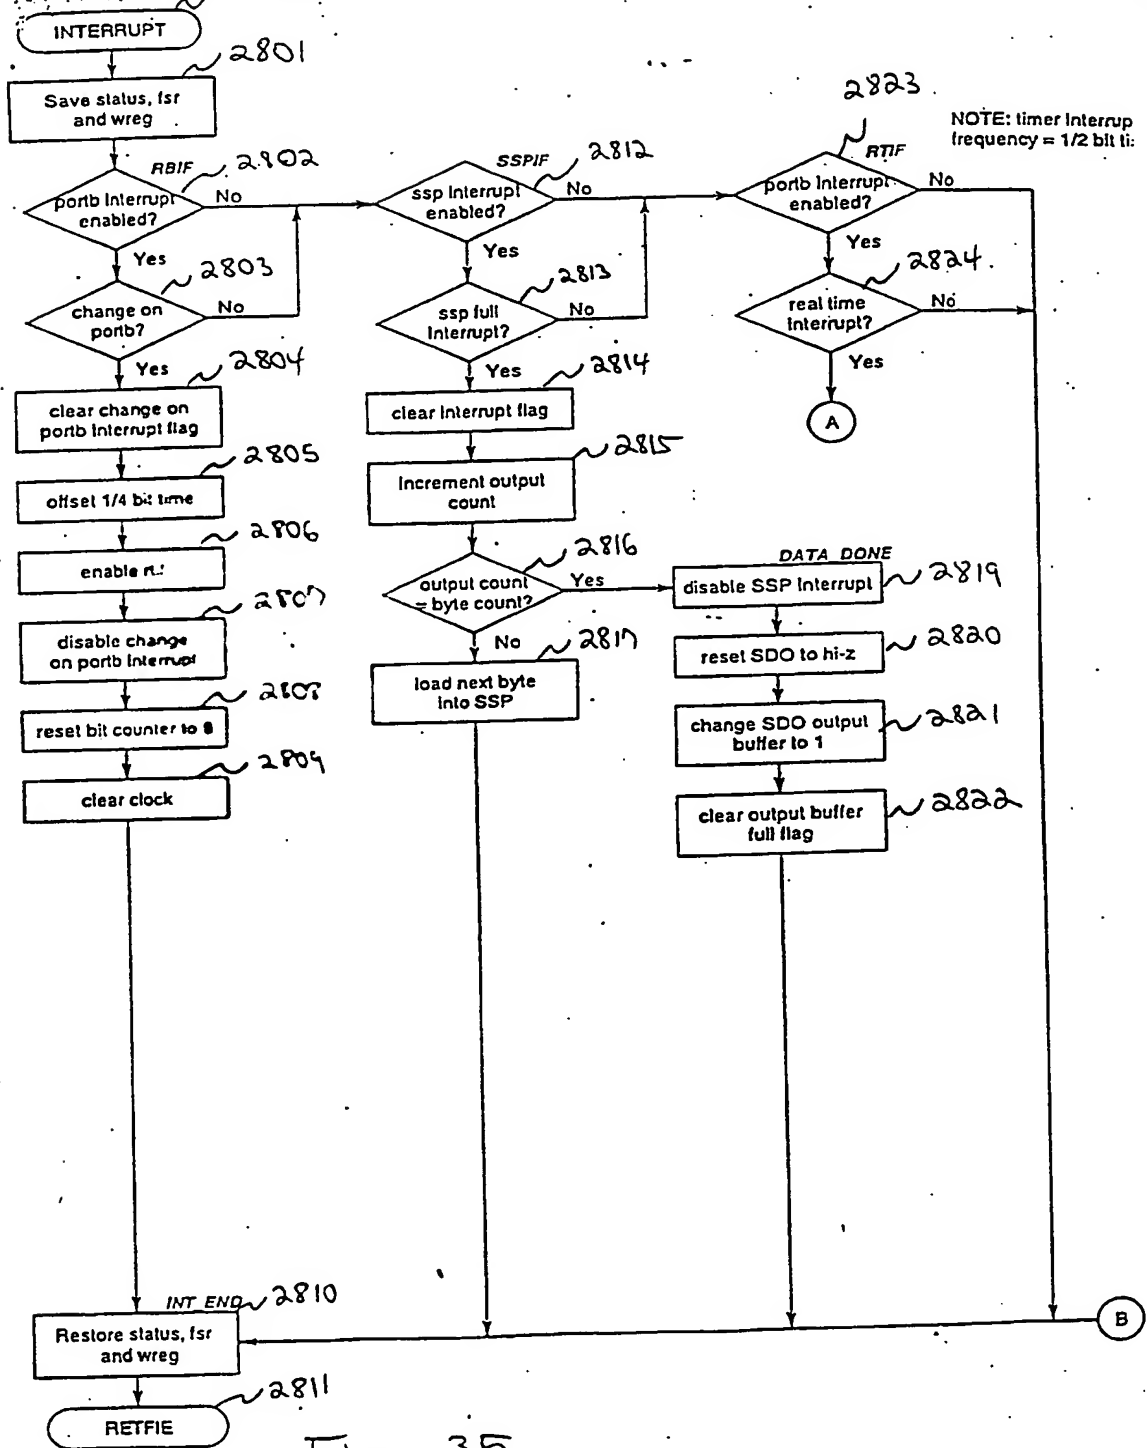 INTERRUPT
2801
Save status, fsr
and wreg
RBIF
2802
portb Interrupt
enabled?
No
Yes
2803
change on
portb?
No
Yes
2804
clear change on
portb Interrupt flag
2805
offset 1/4 bit time
2806
enable
2807
disable change
on portb Interrupt
2808
reset bit counter to 8
2809
clear clock
INT END
2810
Restore status, fsr
and wreg
2811
RETFIE
SSPIF
2812
ssp Interrupt
enabled?
No
Yes
2813
ssp full
Interrupt?
No
Yes
2814
clear Interrupt flag
2815
Increment output
count
2816
output count
= byte count?
Yes
No
2817
load next byte
into SSP
DATA DONE
disable SSP Interrupt
2819
reset SDO to hi-z
2820
change SDO output
buffer to 1
2821
clear output buffer
full flag
2822
2823
RTIF
portb Interrupt
enabled?
No
Yes
2824
real time
Interrupt?
No
Yes
A
NOTE: timer Interrup
frequency = 1/2 bit ti
B
35